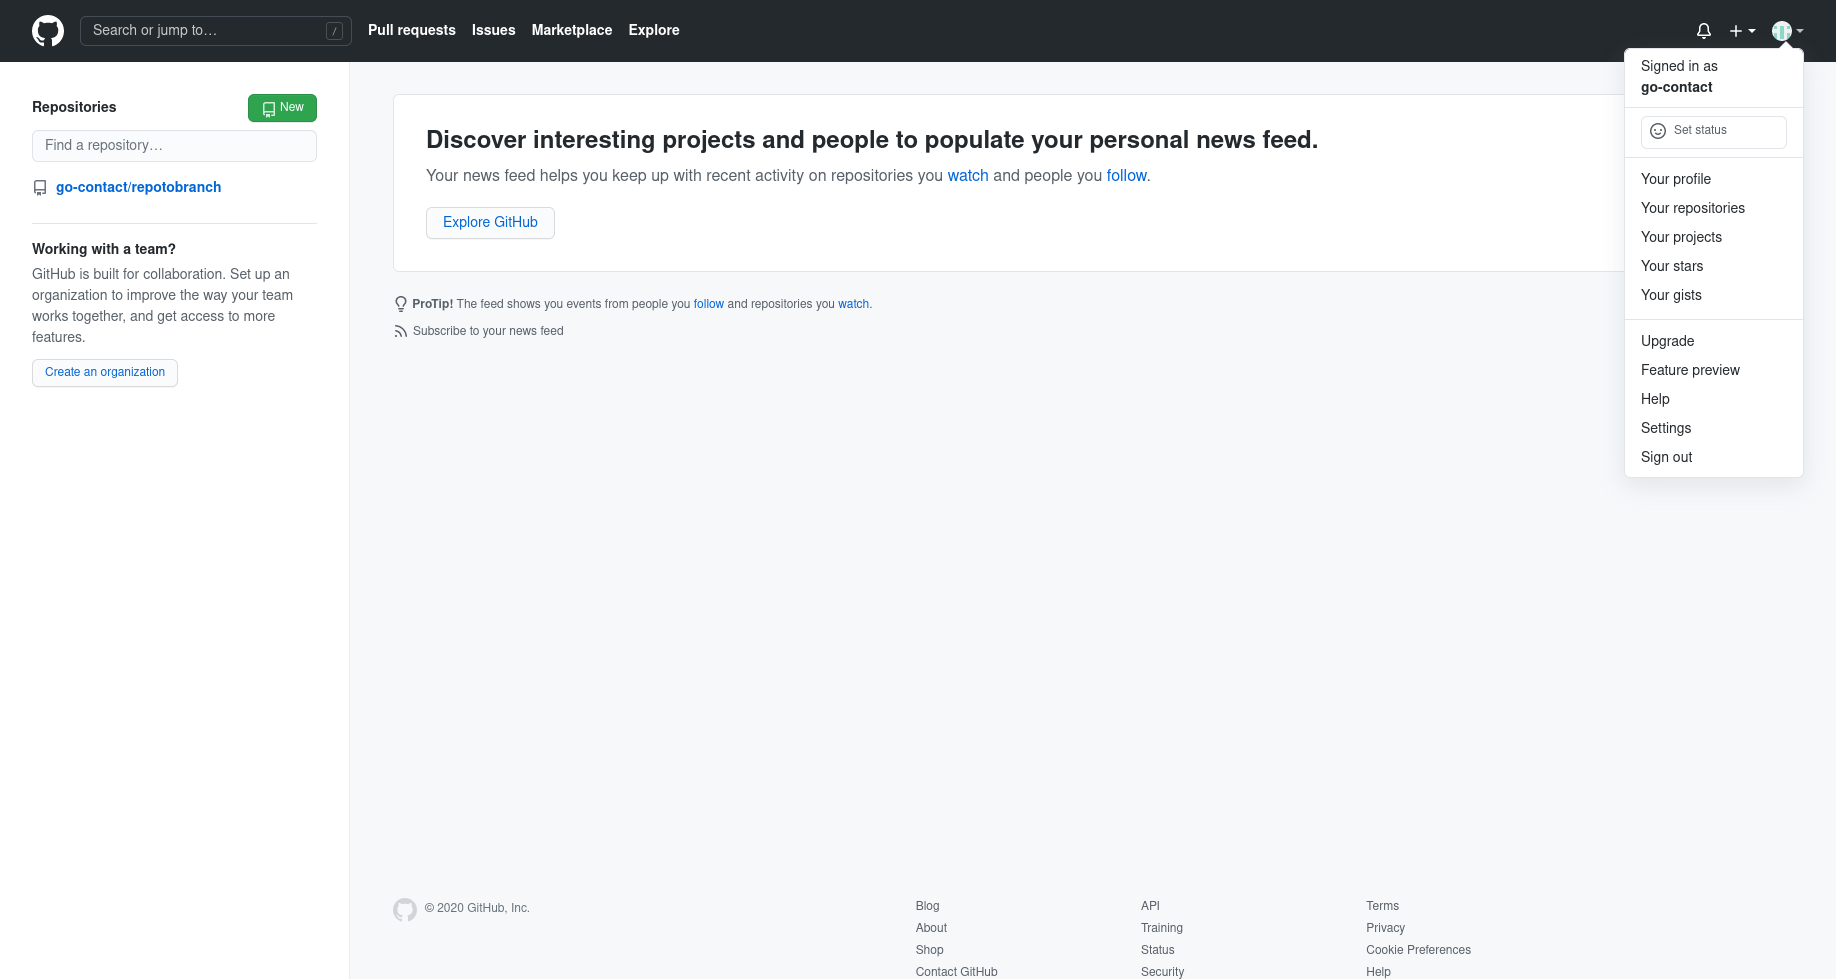 Search or jump to…
/
Pull requests
Issues
Marketplace
Explore
Repositories
New
Find a repository…
go-contact/repotobranch
Working with a team?
GitHub is built for collaboration. Set up an
organization to improve the way your team
works together, and get access to more
features.
Create an organization
Discover interesting projects and people to populate your personal news feed.
Your news feed helps you keep up with recent activity on repositories you watch and people you follow.
Explore GitHub
ProTip! The feed shows you events from people you follow and repositories you watch.
Subscribe to your news feed
Signed in as
go-contact
Set status
Your profile
Your repositories
Your projects
Your stars
Your gists
Upgrade
Feature preview
Help
Settings
Sign out
© 2020 GitHub, Inc.
Blog
About
Shop
Contact GitHub
API
Training
Status
Security
Terms
Privacy
Cookie Preferences
Help